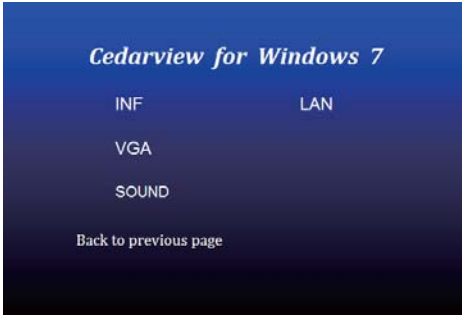 Cedarview for Windows 7
INF LAN
VGA
SOUND
Back to previous page